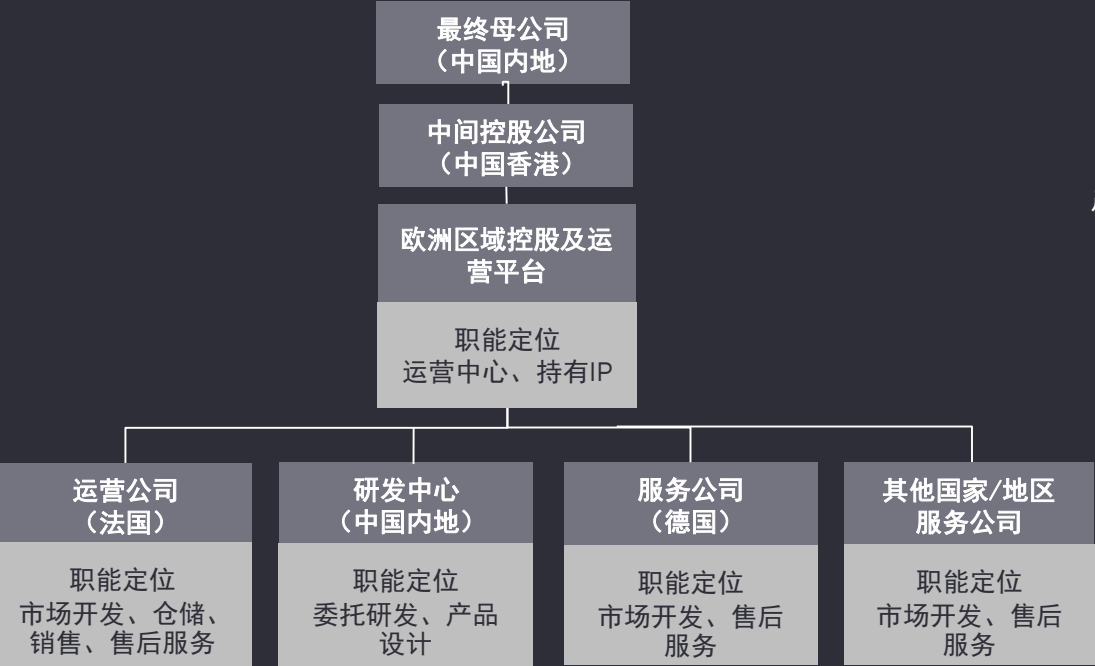 最终母公司
（中国内地）
中间控股公司
（中国香港）
欧洲区域控股及运
营平台
职能定位
运营中心、持有IP
运营公司
（法国）
职能定位
市场开发、仓储、
销售、售后服务
研发中心
（中国内地）
职能定位
委托研发、产品
设计
服务公司
（德国）
职能定位
市场开发、售后
服务
其他国家/地区
服务公司
职能定位
市场开发、售后
服务